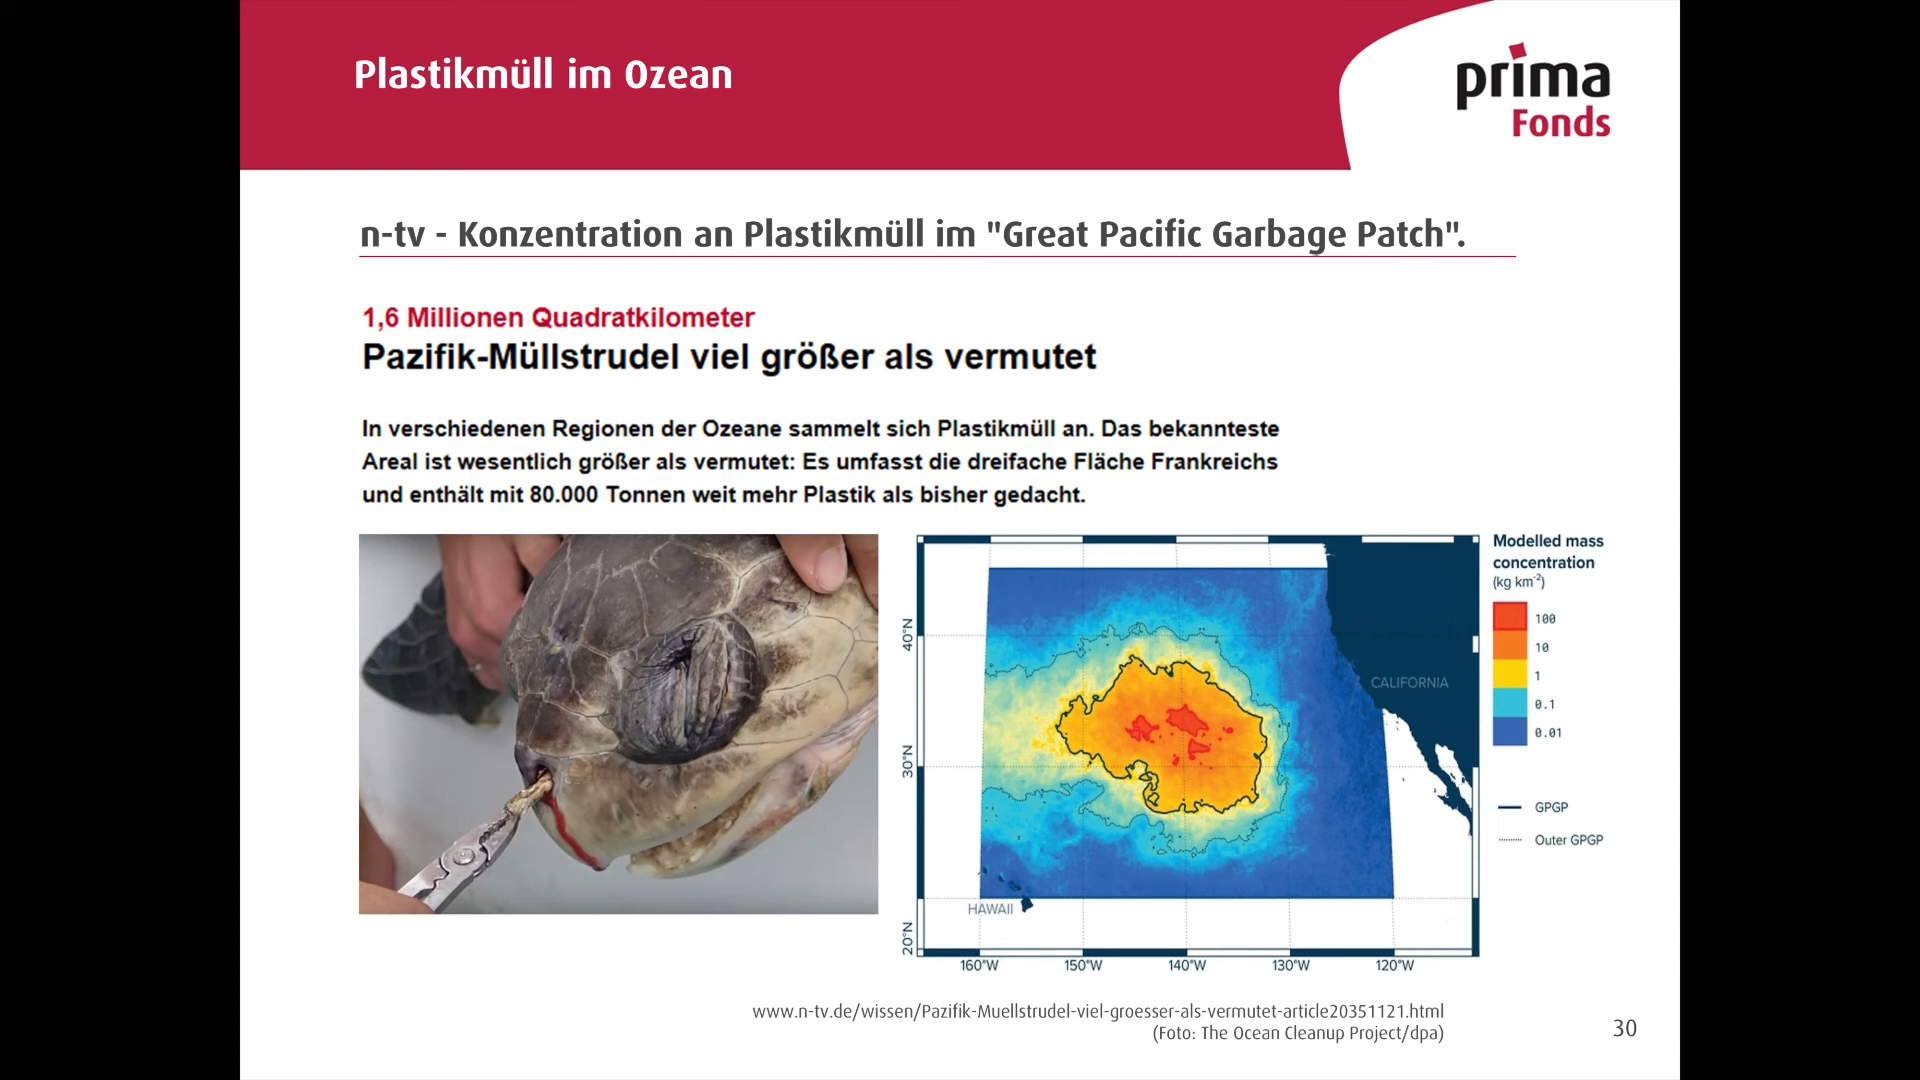 Plastikmüll im Ozean
prima
Fonds
n-tv - Konzentration an Plastikmüll im "Great Pacific Garbage Patch".
1,6 Millionen Quadratkilometer
Pazifik-Müllstrudel viel größer als vermutet
In verschiedenen Regionen der Ozeane sammelt sich Plastikmüll an. Das bekannteste
Areal ist wesentlich größer als vermutet: Es umfasst die dreifache Fläche Frankreichs
und enthält mit 80.000 Tonnen weit mehr Plastik als bisher gedacht.
Modelled mass
concentration
(kg km⁻²)
100
10
1
0.1
0.01
GPGP
Outer GPGP
40°N
30°N
20°N
CALIFORNIA
HAWAII
160°W
150°W
140°W
130°W
120°W
www.n-tv.de/wissen/Pazifik-Muellstrudel-viel-groesser-als-vermutet-article20351121.html
(Foto: The Ocean Cleanup Project/dpa)
30